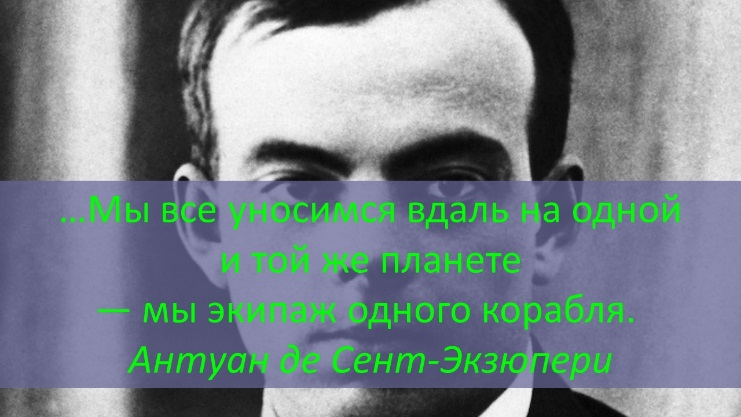 ...Мы все уносимся вдаль на одной
и той же планете
— мы экипаж одного корабля.
Антуан де Сент-Экзюпери